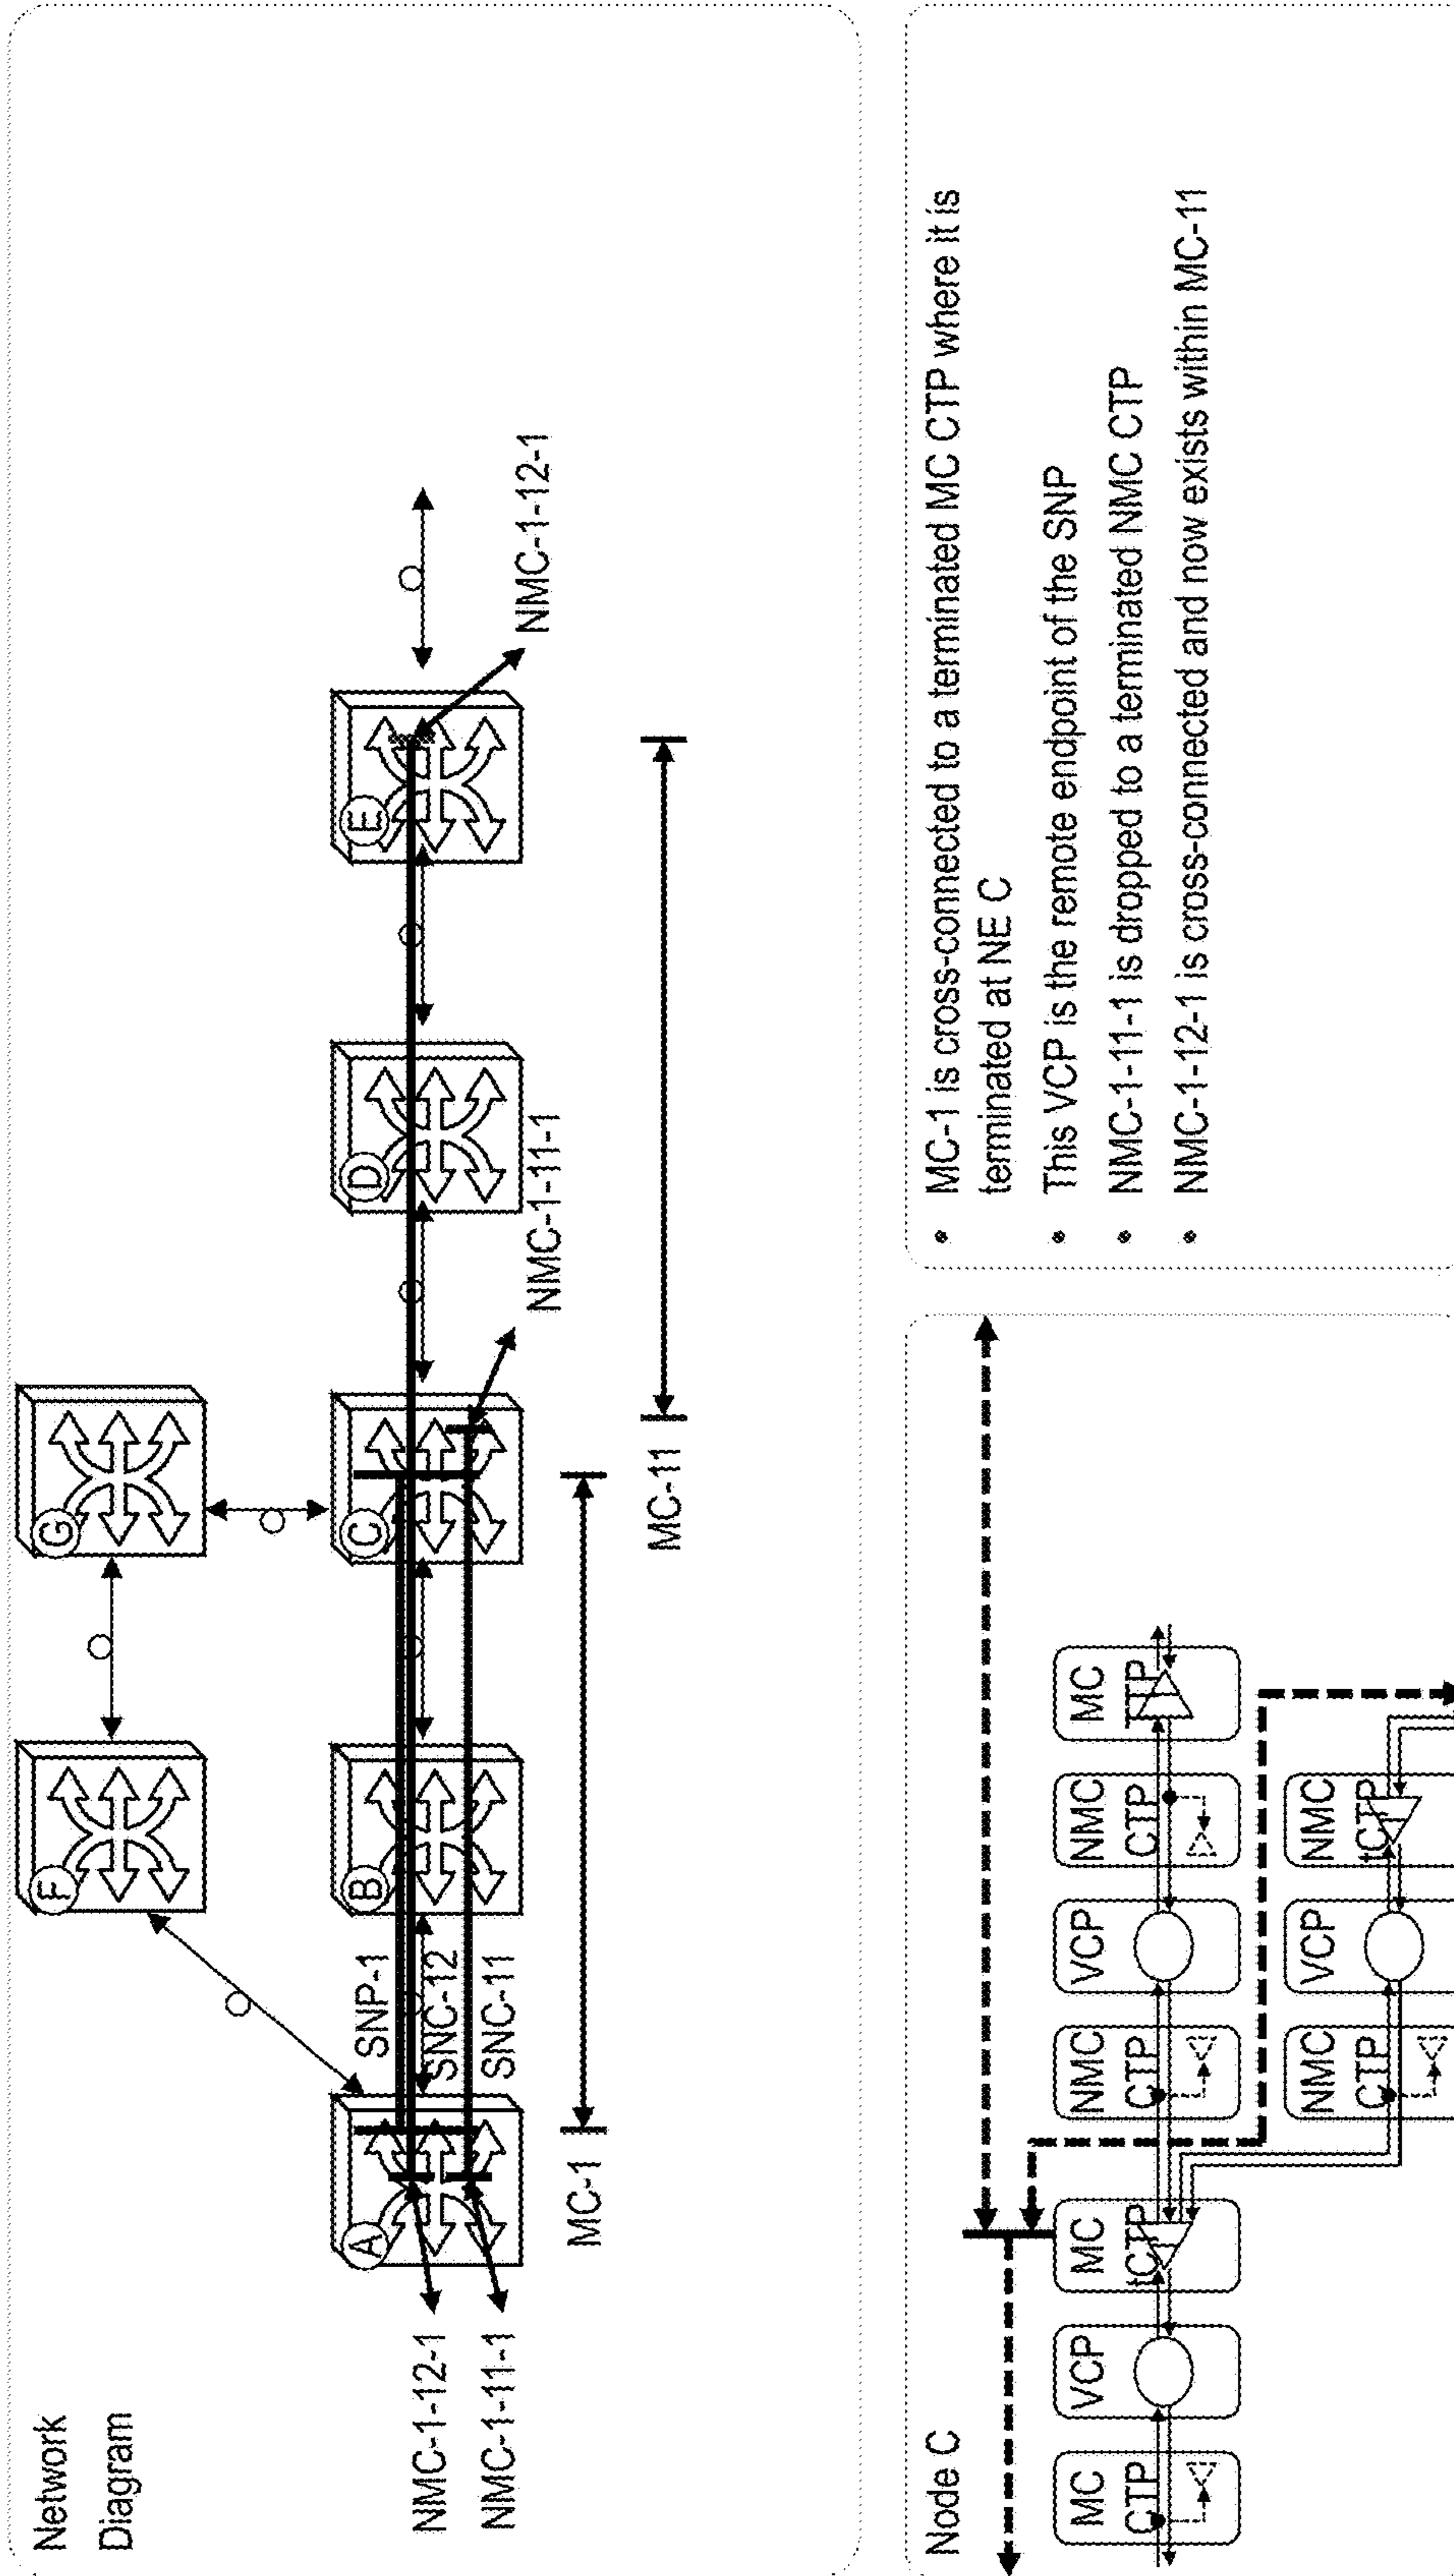 Network
Diagram
F
G
A
B
C
D
E
SNP-1
SNC-12
SNC-11
NMC-1-12-1
NMC-1-11-1
NMC-1-11-1
NMC-1-12-1
MC-1
MC-11
Node C
MC
CTP
VCP
MC
tCTP
NMC
CTP
VCP
NMC
CTP
MC
TTP
NMC
CTP
VCP
NMC
tCTP
• MC-1 is cross-connected to a terminated MC CTP where it is
terminated at NE C
• This VCP is the remote endpoint of the SNP
• NMC-1-11-1 is dropped to a terminated NMC CTP
• NMC-1-12-1 is cross-connected and now exists within MC-11